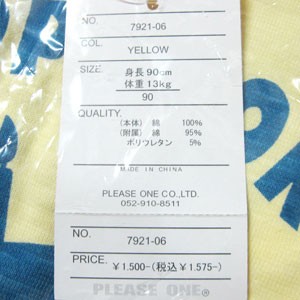 NO. 7921-06
COL. YELLOW
SIZE. 身長90cm
体重13kg
90
QUALITY.
(本体) 綿 100%
(附属) 綿 95%
ポリウレタン 5%
MADE IN CHINA
PLEASE ONE CO.,LTD.
052-910-8511
NO. 7921-06
PRICE. ¥1,500-(税込¥1,575-)
PLEASE ONE®